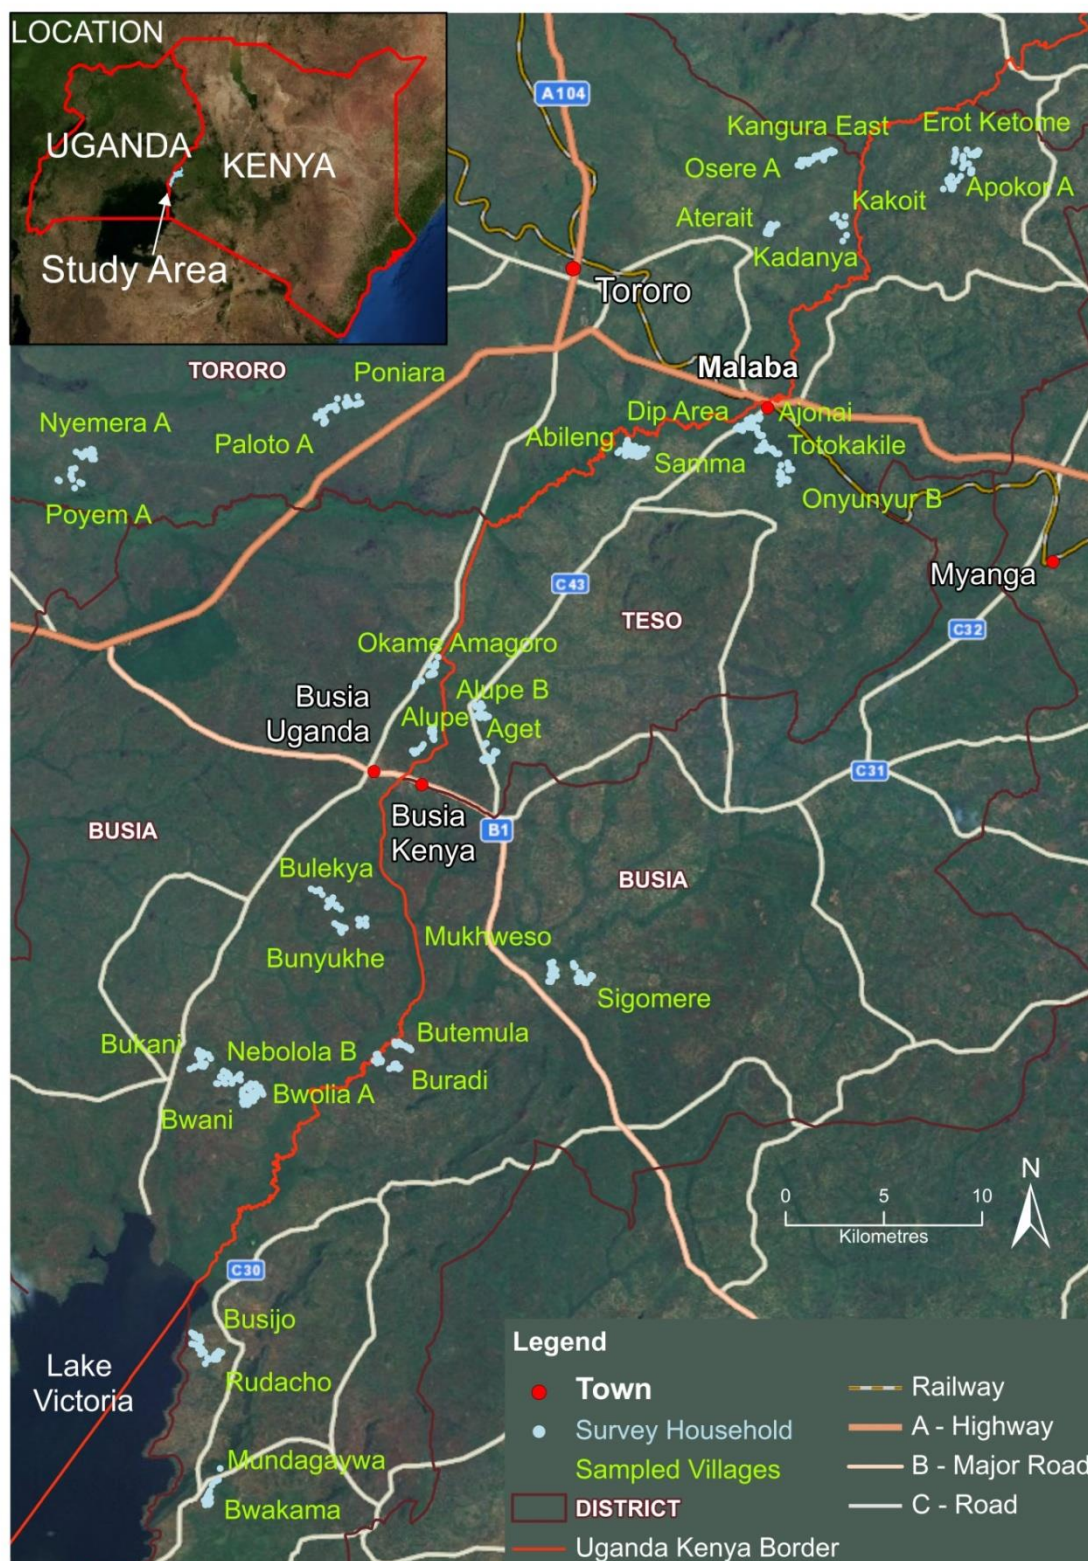 LOCATION
UGANDA
KENYA
Study Area
A104
Kangura East
Erot Ketome
Osere A
Apokor A
Kakoit
Aterait
Kadanya
Tororo
TORORO
Poniara
Malaba
Nyemera A
Paloto A
Dip Area
Ajonai
Abileng
Samma
Totokakile
Poyem A
Onyunyur B
Myanga
C43
TESO
C32
Okame Amagoro
Busia
Uganda
Alupe B
Alupe
Aget
C31
BUSIA
Busia
Kenya
B1
Bulekya
BUSIA
Mukhweso
Bunyukhe
Sigomere
Butemula
Bukani
Nebolola B
Buradi
Bwolia A
Bwani
N
0 5 10
Kilometres
C30
Busijo
Lake
Victoria
Rudacho
Mundagaywa
Bwakama
Legend
Town
Survey Household
Sampled Villages
DISTRICT
Uganda Kenya Border
Railway
A - Highway
B - Major Road
C - Road